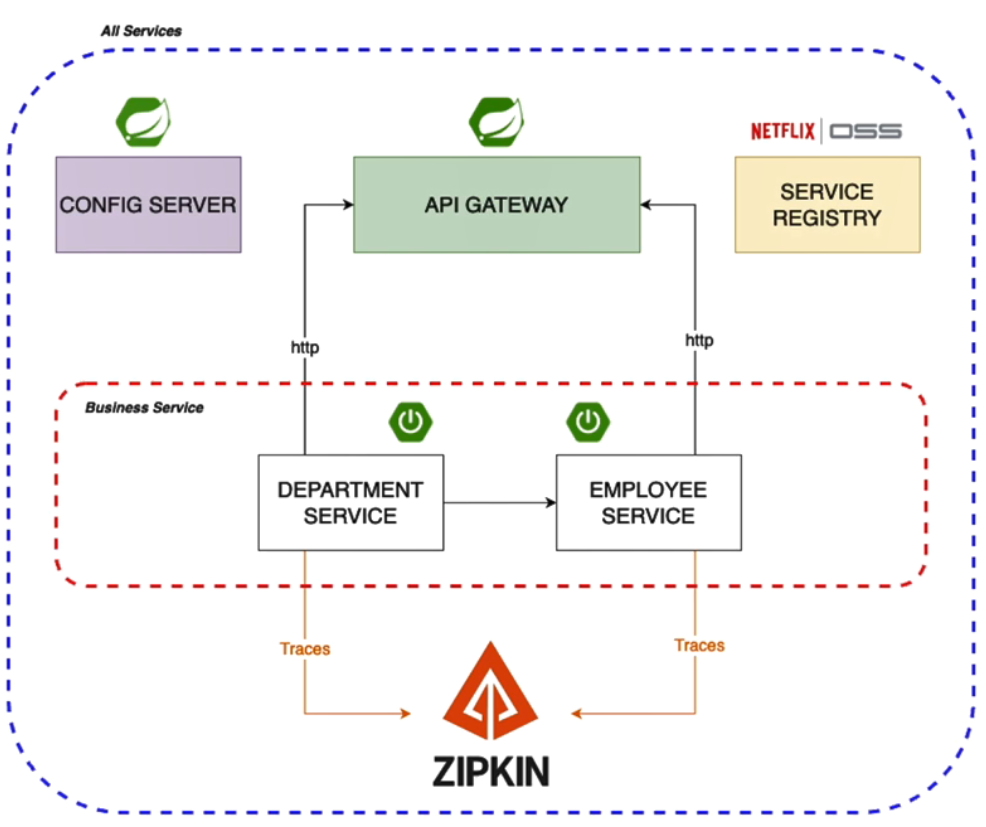 All Services
NETFLIX | OSS
CONFIG SERVER
API GATEWAY
SERVICE
REGISTRY
http
http
Business Service
DEPARTMENT
SERVICE
EMPLOYEE
SERVICE
Traces
Traces
ZIPKIN